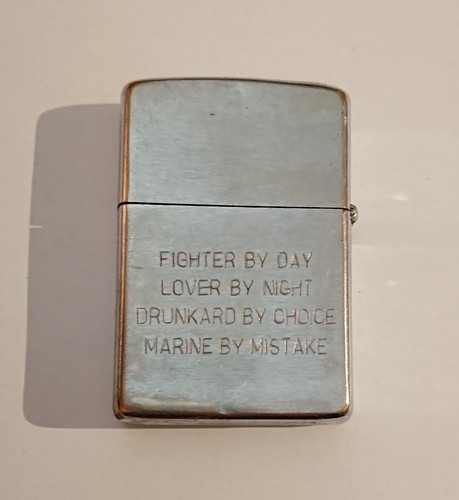 FIGHTER BY DAY
LOVER BY NIGHT
DRUNKARD BY CHOICE
MARINE BY MISTAKE